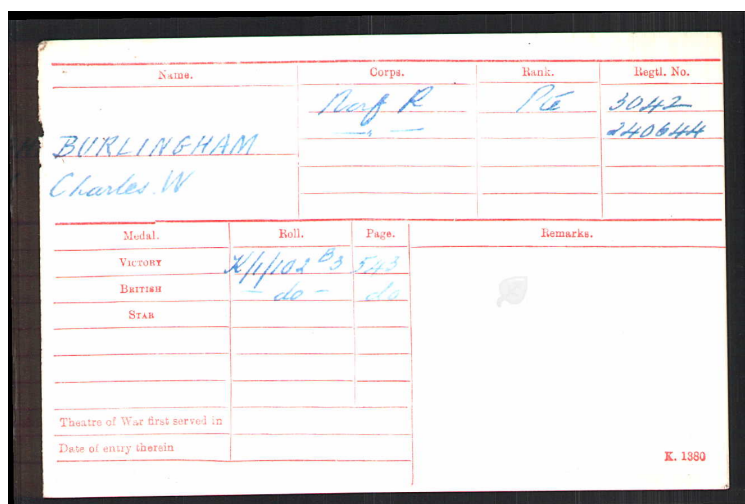 Name. Corps. Rank. Regtl. No.
Norf R Pte 3042
— " — 240644
BURLINGHAM
Charles. W
Medal. Roll. Page. Remarks.
VICTORY K/1/102 B3 543
BRITISH — do — do
STAR
Theatre of War first served in
Date of entry therein
K. 1380